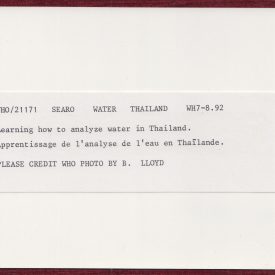 WHO/21171 SEARO WATER THAILAND WH7-8.92
Learning how to analyze water in Thailand.
Apprentissage de l'analyse de l'eau en Thaïlande.
PLEASE CREDIT WHO PHOTO BY B. LLOYD